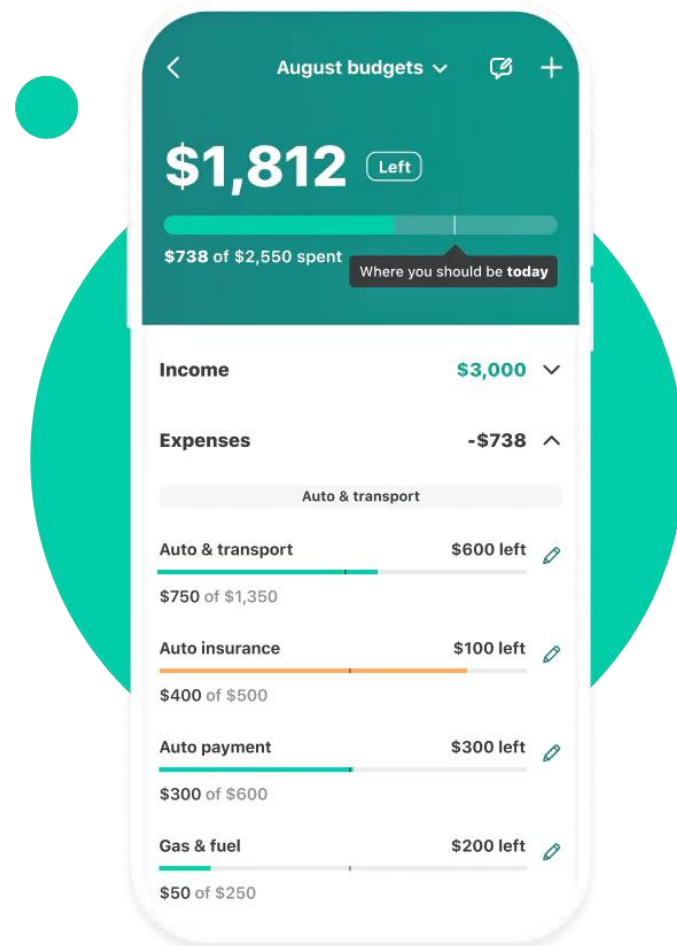 August budgets
$1,812 Left
$738 of $2,550 spent
Where you should be today
Income $3,000
Expenses -$738
Auto & transport
Auto & transport $600 left
$750 of $1,350
Auto insurance $100 left
$400 of $500
Auto payment $300 left
$300 of $600
Gas & fuel $200 left
$50 of $250